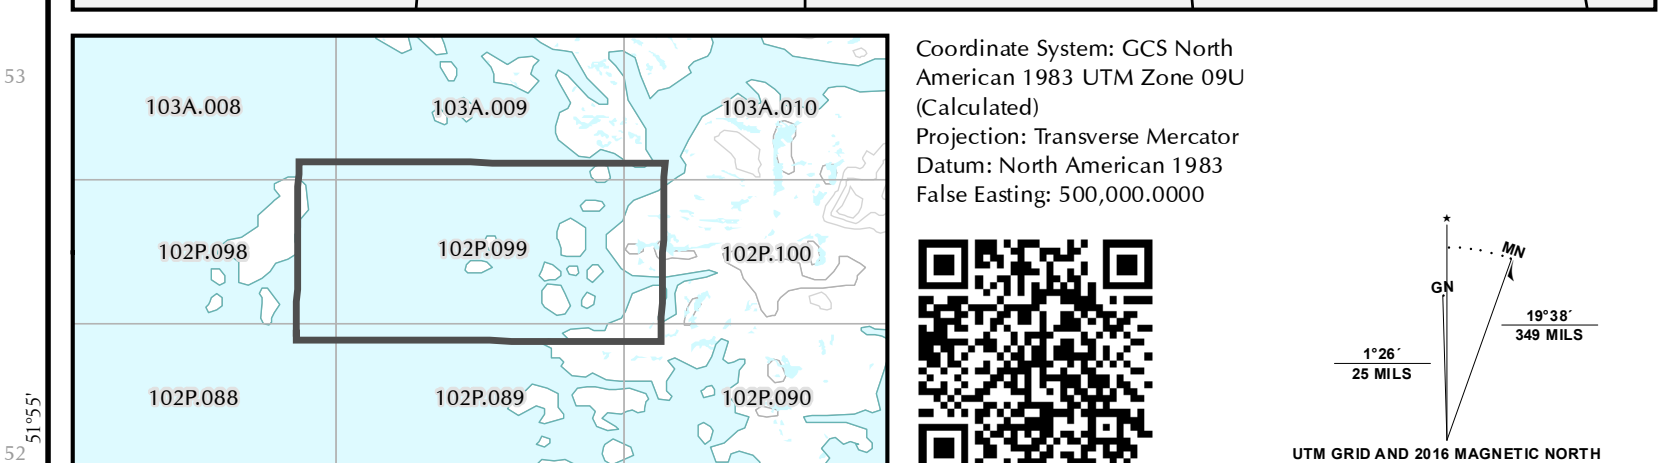 53
103A.008
103A.009
103A.010
102P.098
102P.099
102P.100
102P.088
102P.089
102P.090
51°55'
52
Coordinate System: GCS North
American 1983 UTM Zone 09U
(Calculated)
Projection: Transverse Mercator
Datum: North American 1983
False Easting: 500,000.0000
MN
GN
19°38´
349 MILS
1°26´
25 MILS
UTM GRID AND 2016 MAGNETIC NORTH